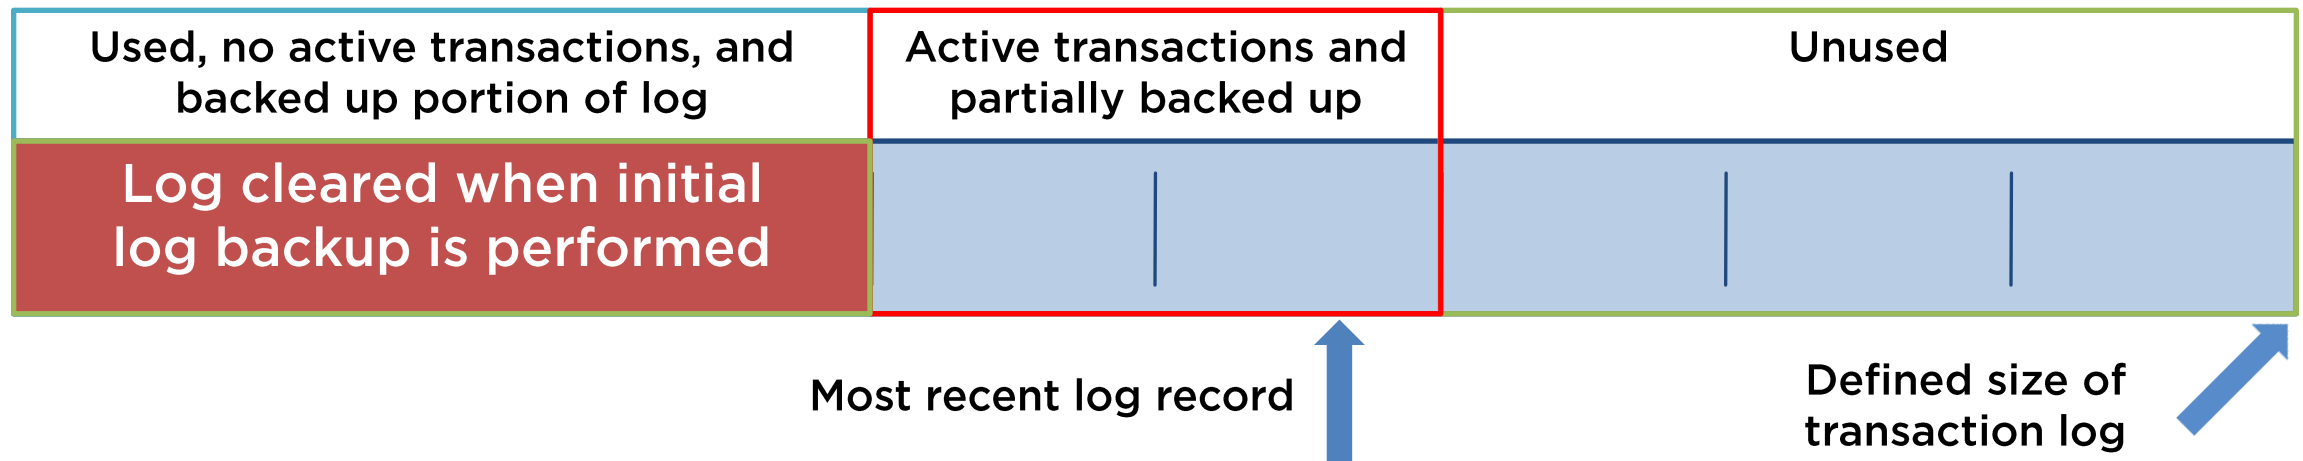 Used, no active transactions, and
backed up portion of log
Active transactions and
partially backed up
Unused
Log cleared when initial
log backup is performed
Most recent log record
Defined size of
transaction log